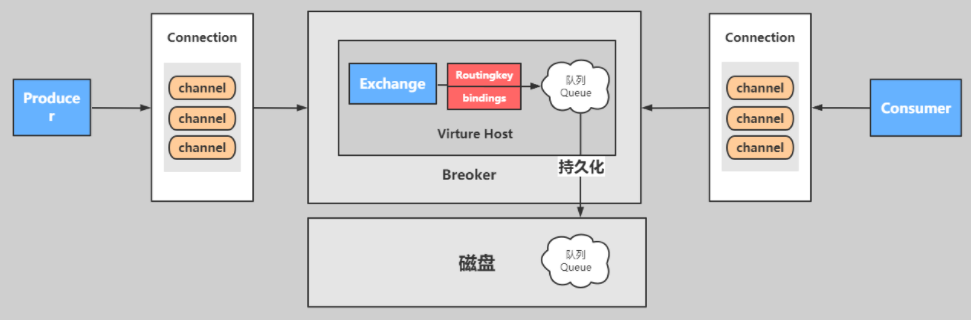 Connection
channel
channel
channel
Produce
r
Exchange
Routingkey
bindings
队列
Queue
Virture Host
Breoker
持久化
磁盘
队列
Queue
Connection
channel
channel
channel
Consumer